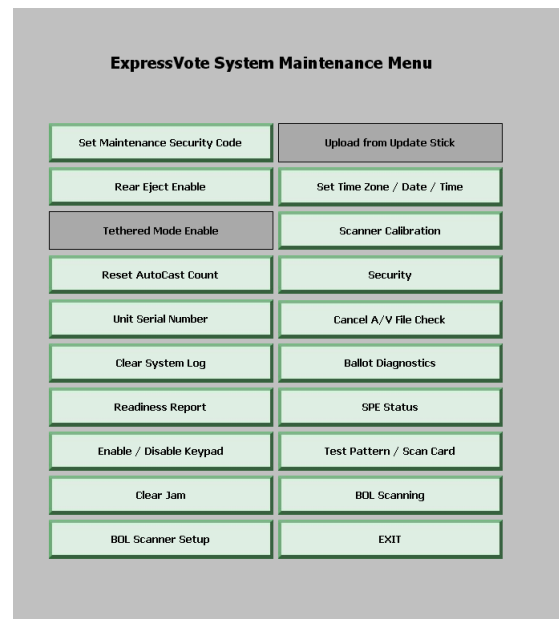 ExpressVote System Maintenance Menu
Set Maintenance Security Code
Upload from Update Stick
Rear Eject Enable
Set Time Zone / Date / Time
Tethered Mode Enable
Scanner Calibration
Reset AutoCast Count
Security
Unit Serial Number
Cancel A/V File Check
Clear System Log
Ballot Diagnostics
Readiness Report
SPE Status
Enable / Disable Keypad
Test Pattern / Scan Card
Clear Jam
BOL Scanning
BOL Scanner Setup
EXIT